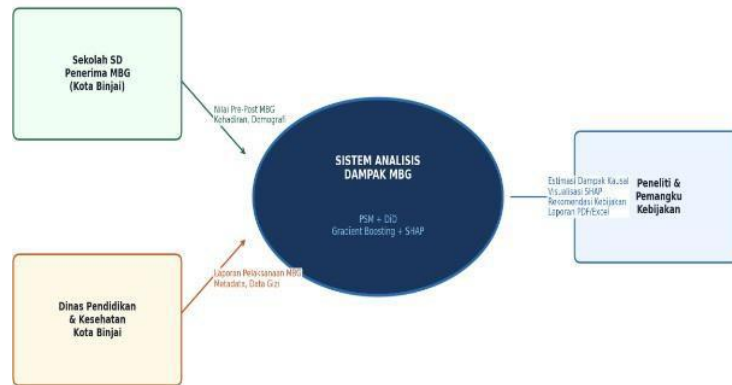 Sekolah SD
Penerima MBG
(Kota Binjai)
Nilai Pre-Post MBG
Kehadiran, Demografi
SISTEM ANALISIS
DAMPAK MBG
PSM + DiD
Gradient Boosting + SHAP
Estimasi Dampak Kausal
Visualisasi SHAP
Rekomendasi Kebijakan
Laporan PDF/Excel
Peneliti &
Pemangku
Kebijakan
Dinas Pendidikan
& Kesehatan
Kota Binjai
Laporan Pelaksanaan MBG
Metadata, Data Gizi